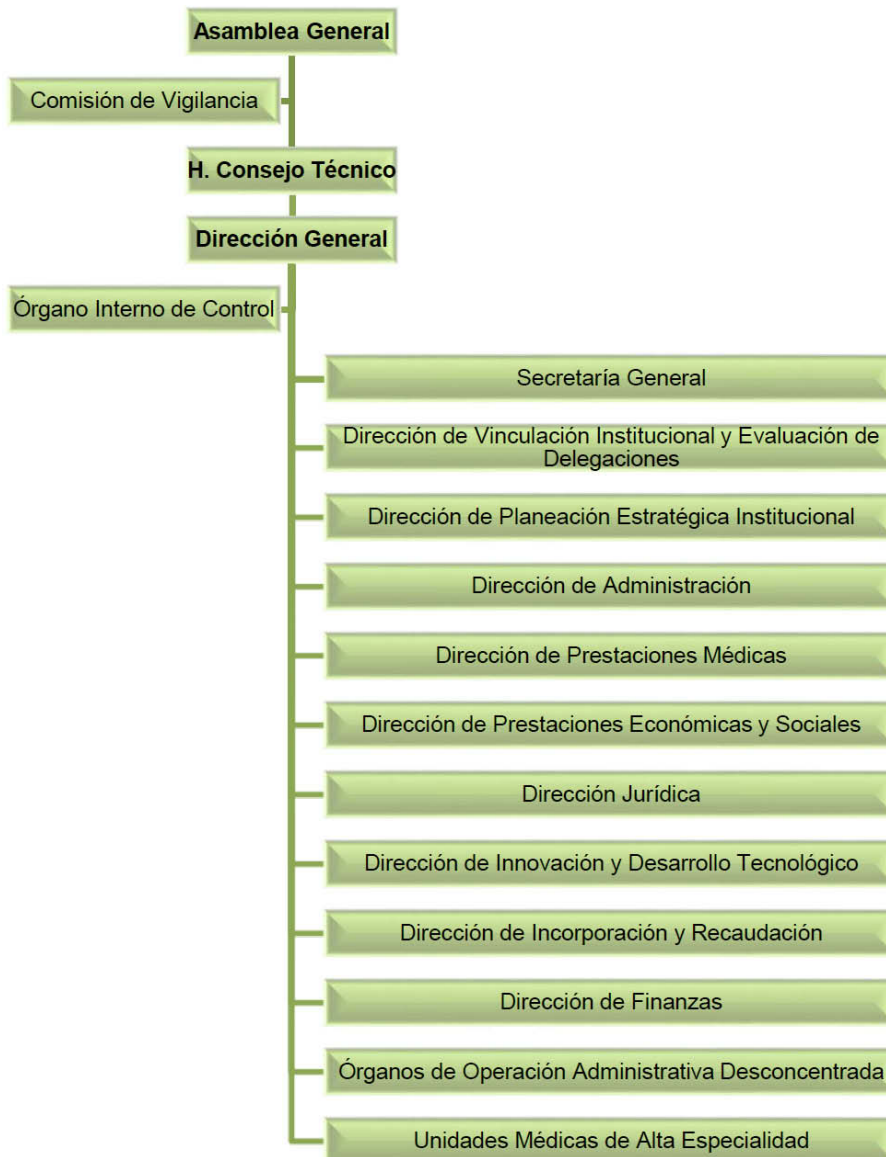 Asamblea General
Comisión de Vigilancia
H. Consejo Técnico
Dirección General
Órgano Interno de Control
Secretaría General
Dirección de Vinculación Institucional y Evaluación de
Delegaciones
Dirección de Planeación Estratégica Institucional
Dirección de Administración
Dirección de Prestaciones Médicas
Dirección de Prestaciones Económicas y Sociales
Dirección Jurídica
Dirección de Innovación y Desarrollo Tecnológico
Dirección de Incorporación y Recaudación
Dirección de Finanzas
Órganos de Operación Administrativa Desconcentrada
Unidades Médicas de Alta Especialidad